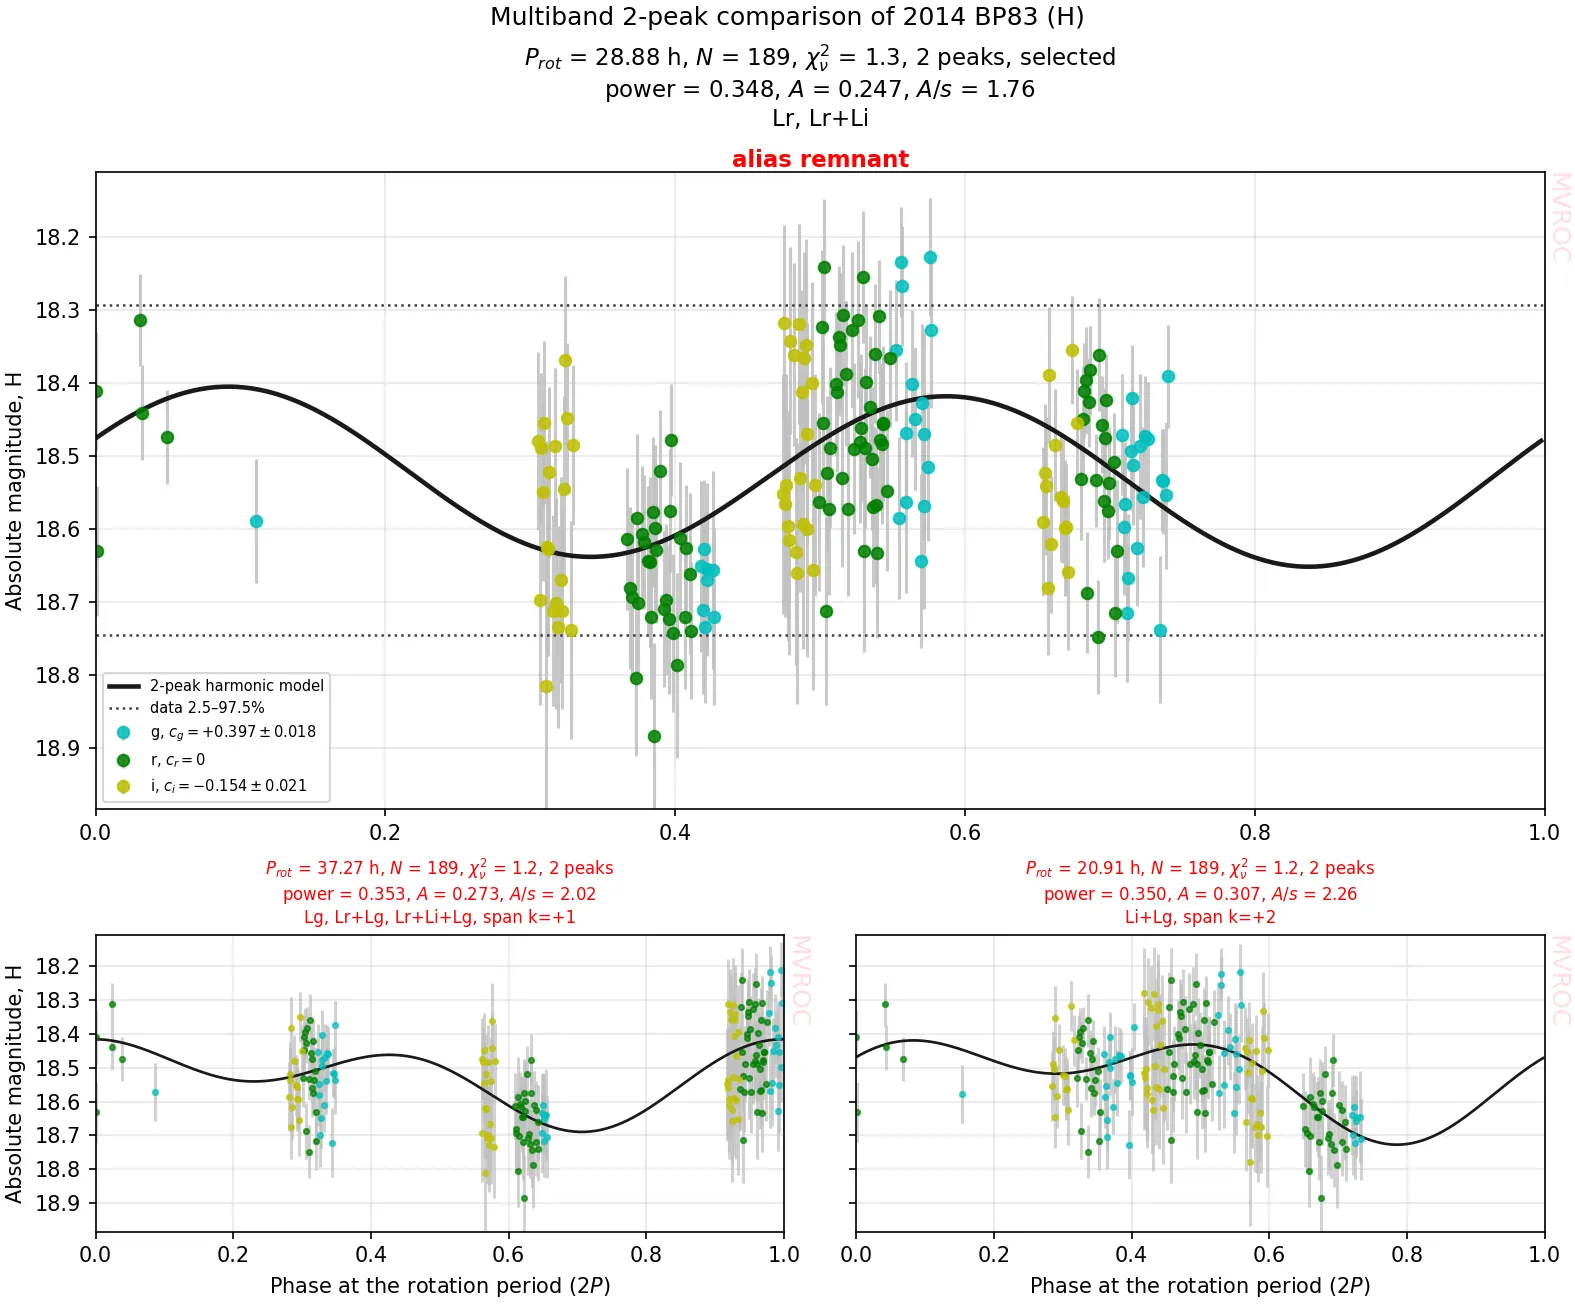 Multiband 2-peak comparison of 2014 BP83 (H)
P_rot = 28.88 h, N = 189, χ²_ν = 1.3, 2 peaks, selected
power = 0.348, A = 0.247, A/s = 1.76
Lr, Lr+Li
alias remnant
MVROC
Absolute magnitude, H
18.2
18.3
18.4
18.5
18.6
18.7
18.8
18.9
2-peak harmonic model
data 2.5–97.5%
g, c_g = +0.397 ± 0.018
r, c_r = 0
i, c_i = −0.154 ± 0.021
0.0 0.2 0.4 0.6 0.8 1.0
P_rot = 37.27 h, N = 189, χ²_ν = 1.2, 2 peaks
power = 0.353, A = 0.273, A/s = 2.02
Lg, Lr+Lg, Lr+Li+Lg, span k=+1
MVROC
Absolute magnitude, H
18.2
18.3
18.4
18.5
18.6
18.7
18.8
18.9
0.0 0.2 0.4 0.6 0.8 1.0
Phase at the rotation period (2P)
P_rot = 20.91 h, N = 189, χ²_ν = 1.2, 2 peaks
power = 0.350, A = 0.307, A/s = 2.26
Li+Lg, span k=+2
MVROC
0.0 0.2 0.4 0.6 0.8 1.0
Phase at the rotation period (2P)